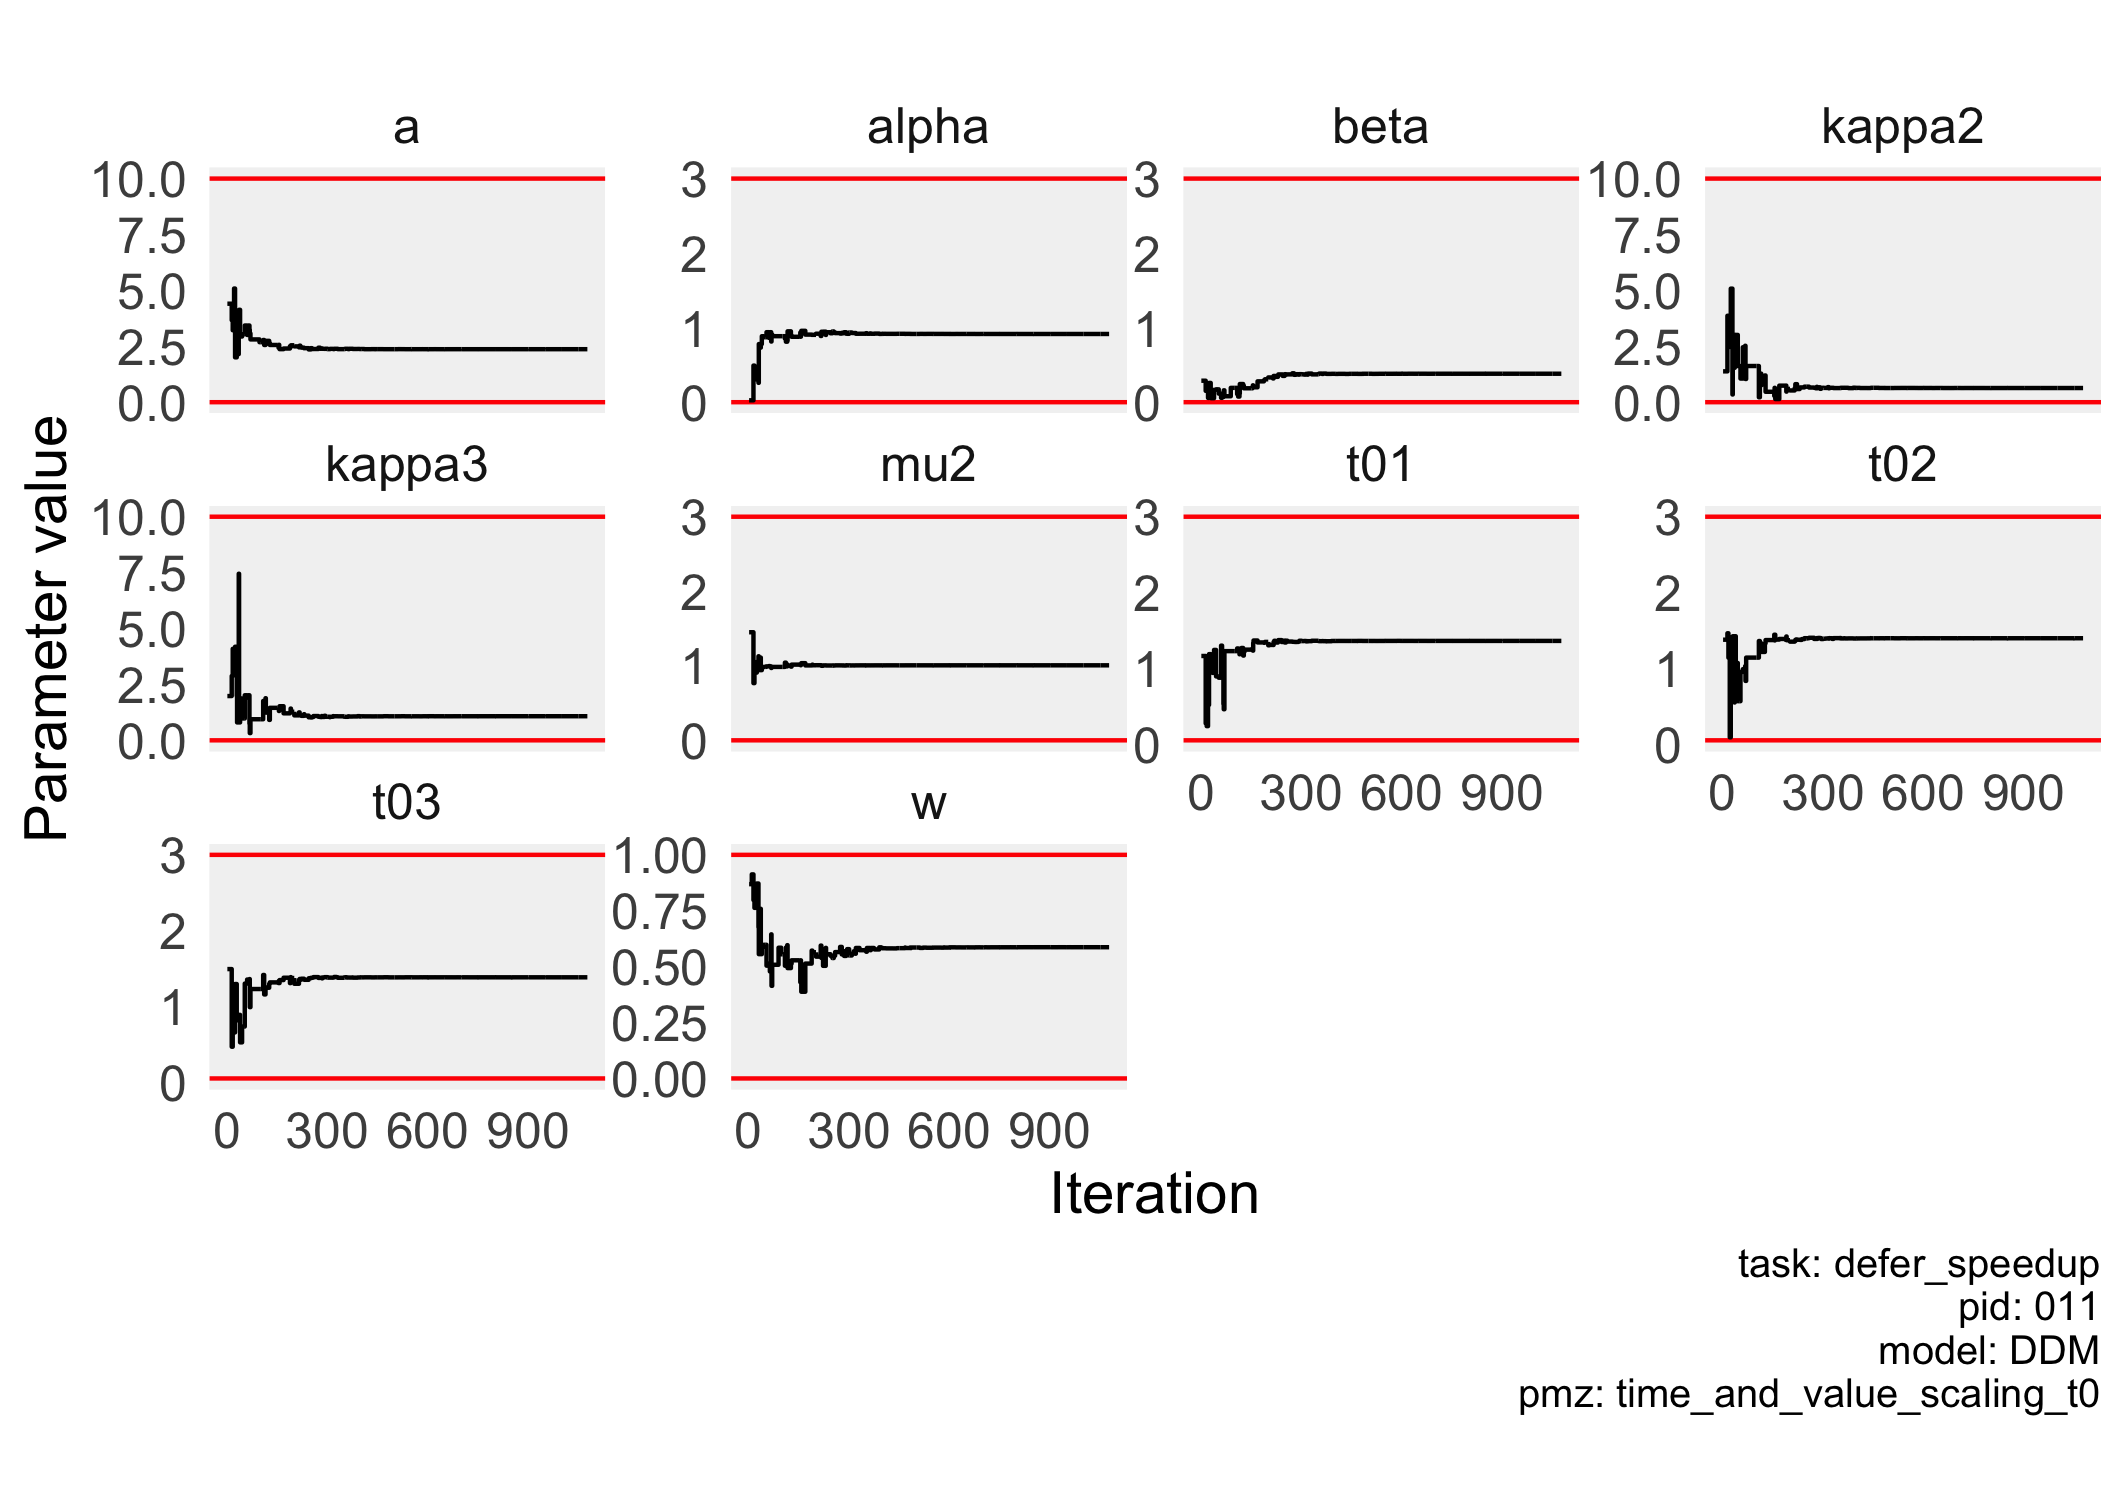 a alpha beta kappa2
10.0 3 3 10.0
7.5 2 2 7.5
5.0 1 1 5.0
2.5 0 0 2.5
0.0 0.0
kappa3 mu2 t01 t02
10.0 3 3 3
7.5 2 2 2
5.0 1 1 1
2.5 0 0 0
0.0
0 300 600 900 0 300 600 900
t03 w
3 1.00
2 0.75
1 0.50
0 0.25
0.00
0 300 600 900 0 300 600 900
Parameter value
Iteration
task: defer_speedup
pid: 011
model: DDM
pmz: time_and_value_scaling_t0